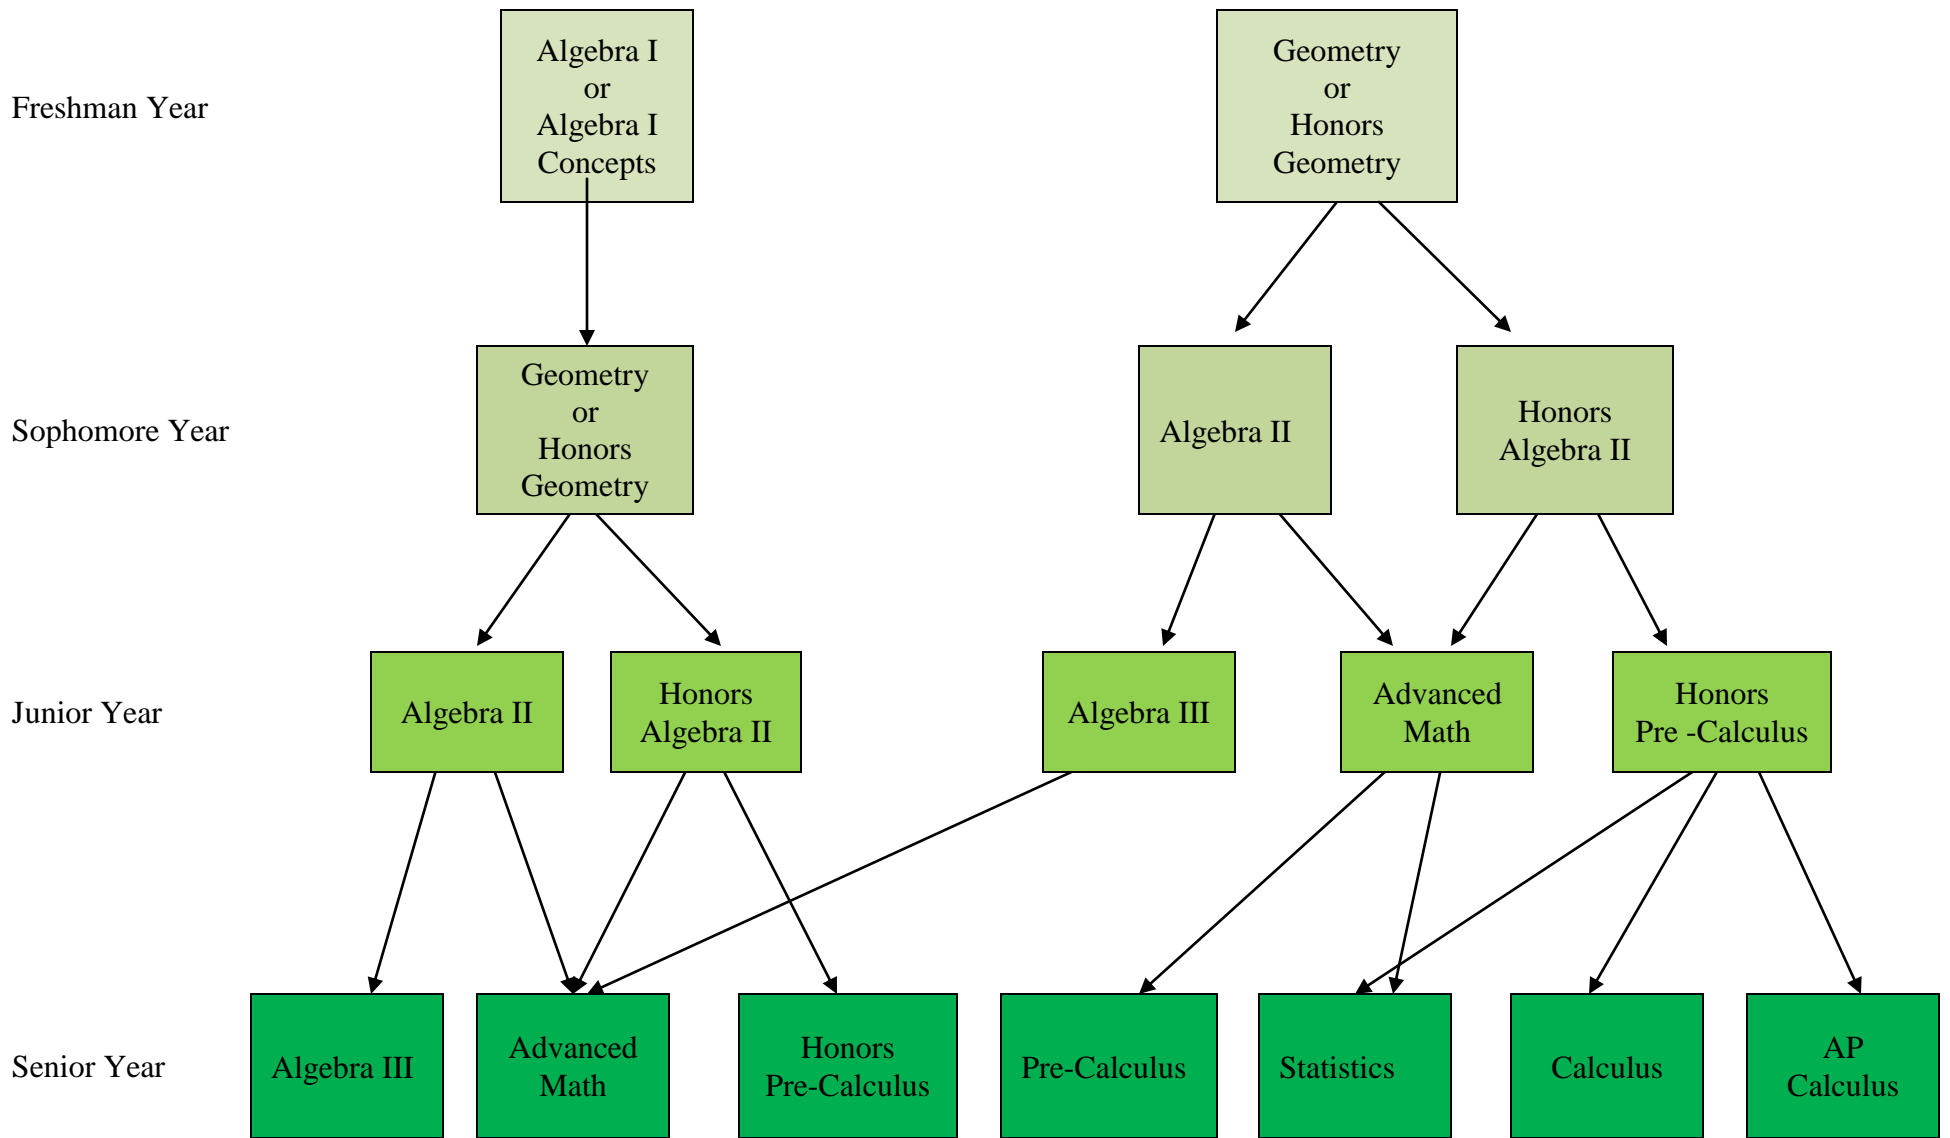 Freshman Year
Algebra I
or
Algebra I
Concepts
Geometry
or
Honors
Geometry
Sophomore Year
Geometry
or
Honors
Geometry
Algebra II
Honors
Algebra II
Junior Year
Algebra II
Honors
Algebra II
Algebra III
Advanced
Math
Honors
Pre -Calculus
Senior Year
Algebra III
Advanced
Math
Honors
Pre-Calculus
Pre-Calculus
Statistics
Calculus
AP
Calculus